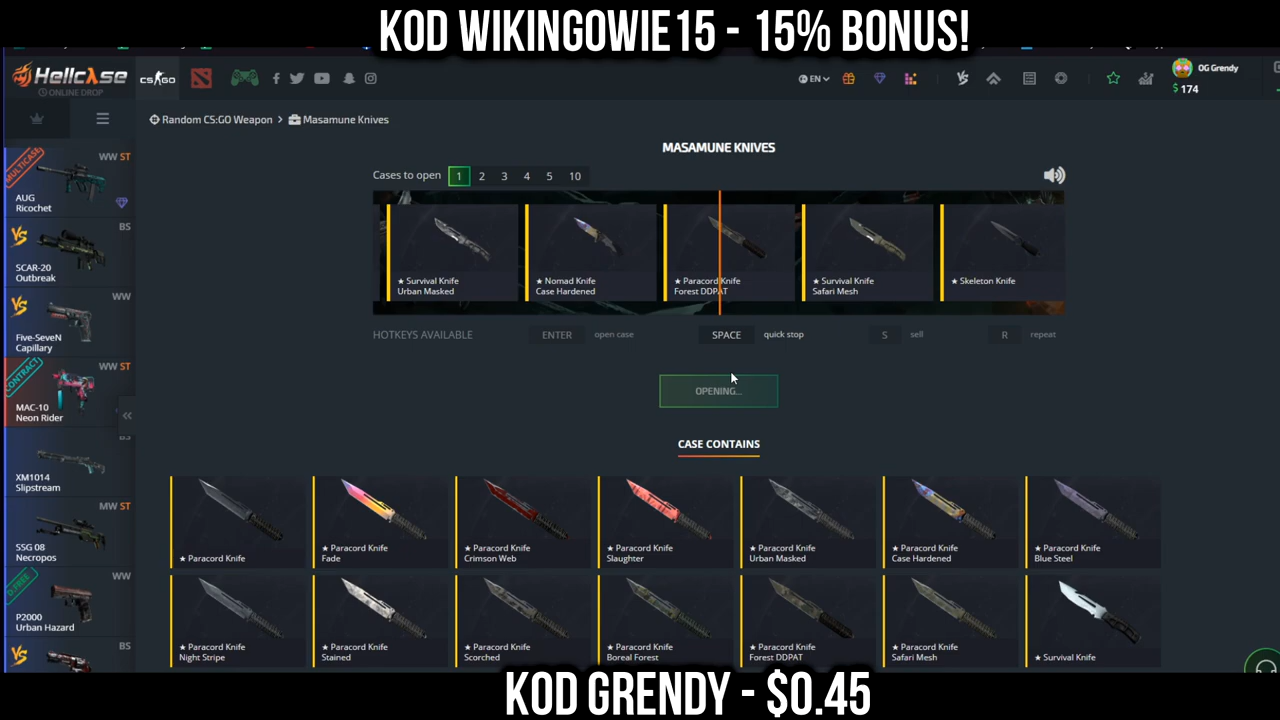 KOD WIKINGOWIE15 - 15% BONUS!
Hellcλse
ONLINE DROP
CS:GO
EN
VS
OG Grendy
$ 174
Random CS:GO Weapon > Masamune Knives
MASAMUNE KNIVES
Cases to open 1 2 3 4 5 10
★ Survival Knife
Urban Masked
★ Nomad Knife
Case Hardened
★ Paracord Knife
Forest DDPAT
★ Survival Knife
Safari Mesh
★ Skeleton Knife
HOTKEYS AVAILABLE ENTER open case SPACE quick stop S sell R repeat
OPENING...
CASE CONTAINS
★ Paracord Knife
★ Paracord Knife
Fade
★ Paracord Knife
Crimson Web
★ Paracord Knife
Slaughter
★ Paracord Knife
Urban Masked
★ Paracord Knife
Case Hardened
★ Paracord Knife
Blue Steel
★ Paracord Knife
Night Stripe
★ Paracord Knife
Stained
★ Paracord Knife
Scorched
★ Paracord Knife
Boreal Forest
★ Paracord Knife
Forest DDPAT
★ Paracord Knife
Safari Mesh
★ Survival Knife
MULTICASE
WW ST
AUG
Ricochet
VS
BS
SCAR-20
Outbreak
VS
WW
Five-SeveN
Capillary
CONTRACT
WW ST
MAC-10
Neon Rider
BS
XM1014
Slipstream
MW ST
SSG 08
Necropos
D.FREE
WW
P2000
Urban Hazard
VS
BS
KOD GRENDY - $0.45